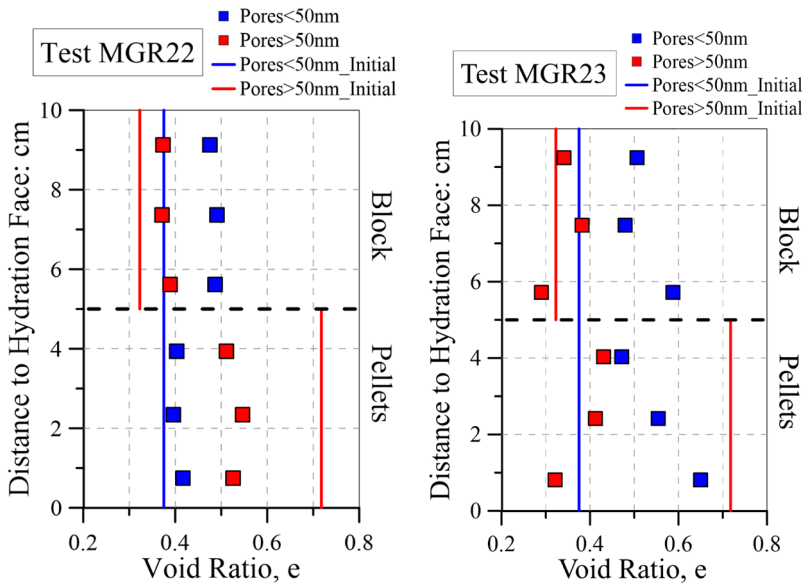 Test MGR22
Pores<50nm
Pores>50nm
Pores<50nm_Initial
Pores>50nm_Initial
Distance to Hydration Face: cm
10
8
6
4
2
0
0.2
0.4
0.6
0.8
Void Ratio, e
Block
Pellets
Test MGR23
Pores<50nm
Pores>50nm
Pores<50nm_Initial
Pores>50nm_Initial
Distance to Hydration Face: cm
10
8
6
4
2
0
0.2
0.4
0.6
0.8
Void Ratio, e
Block
Pellets